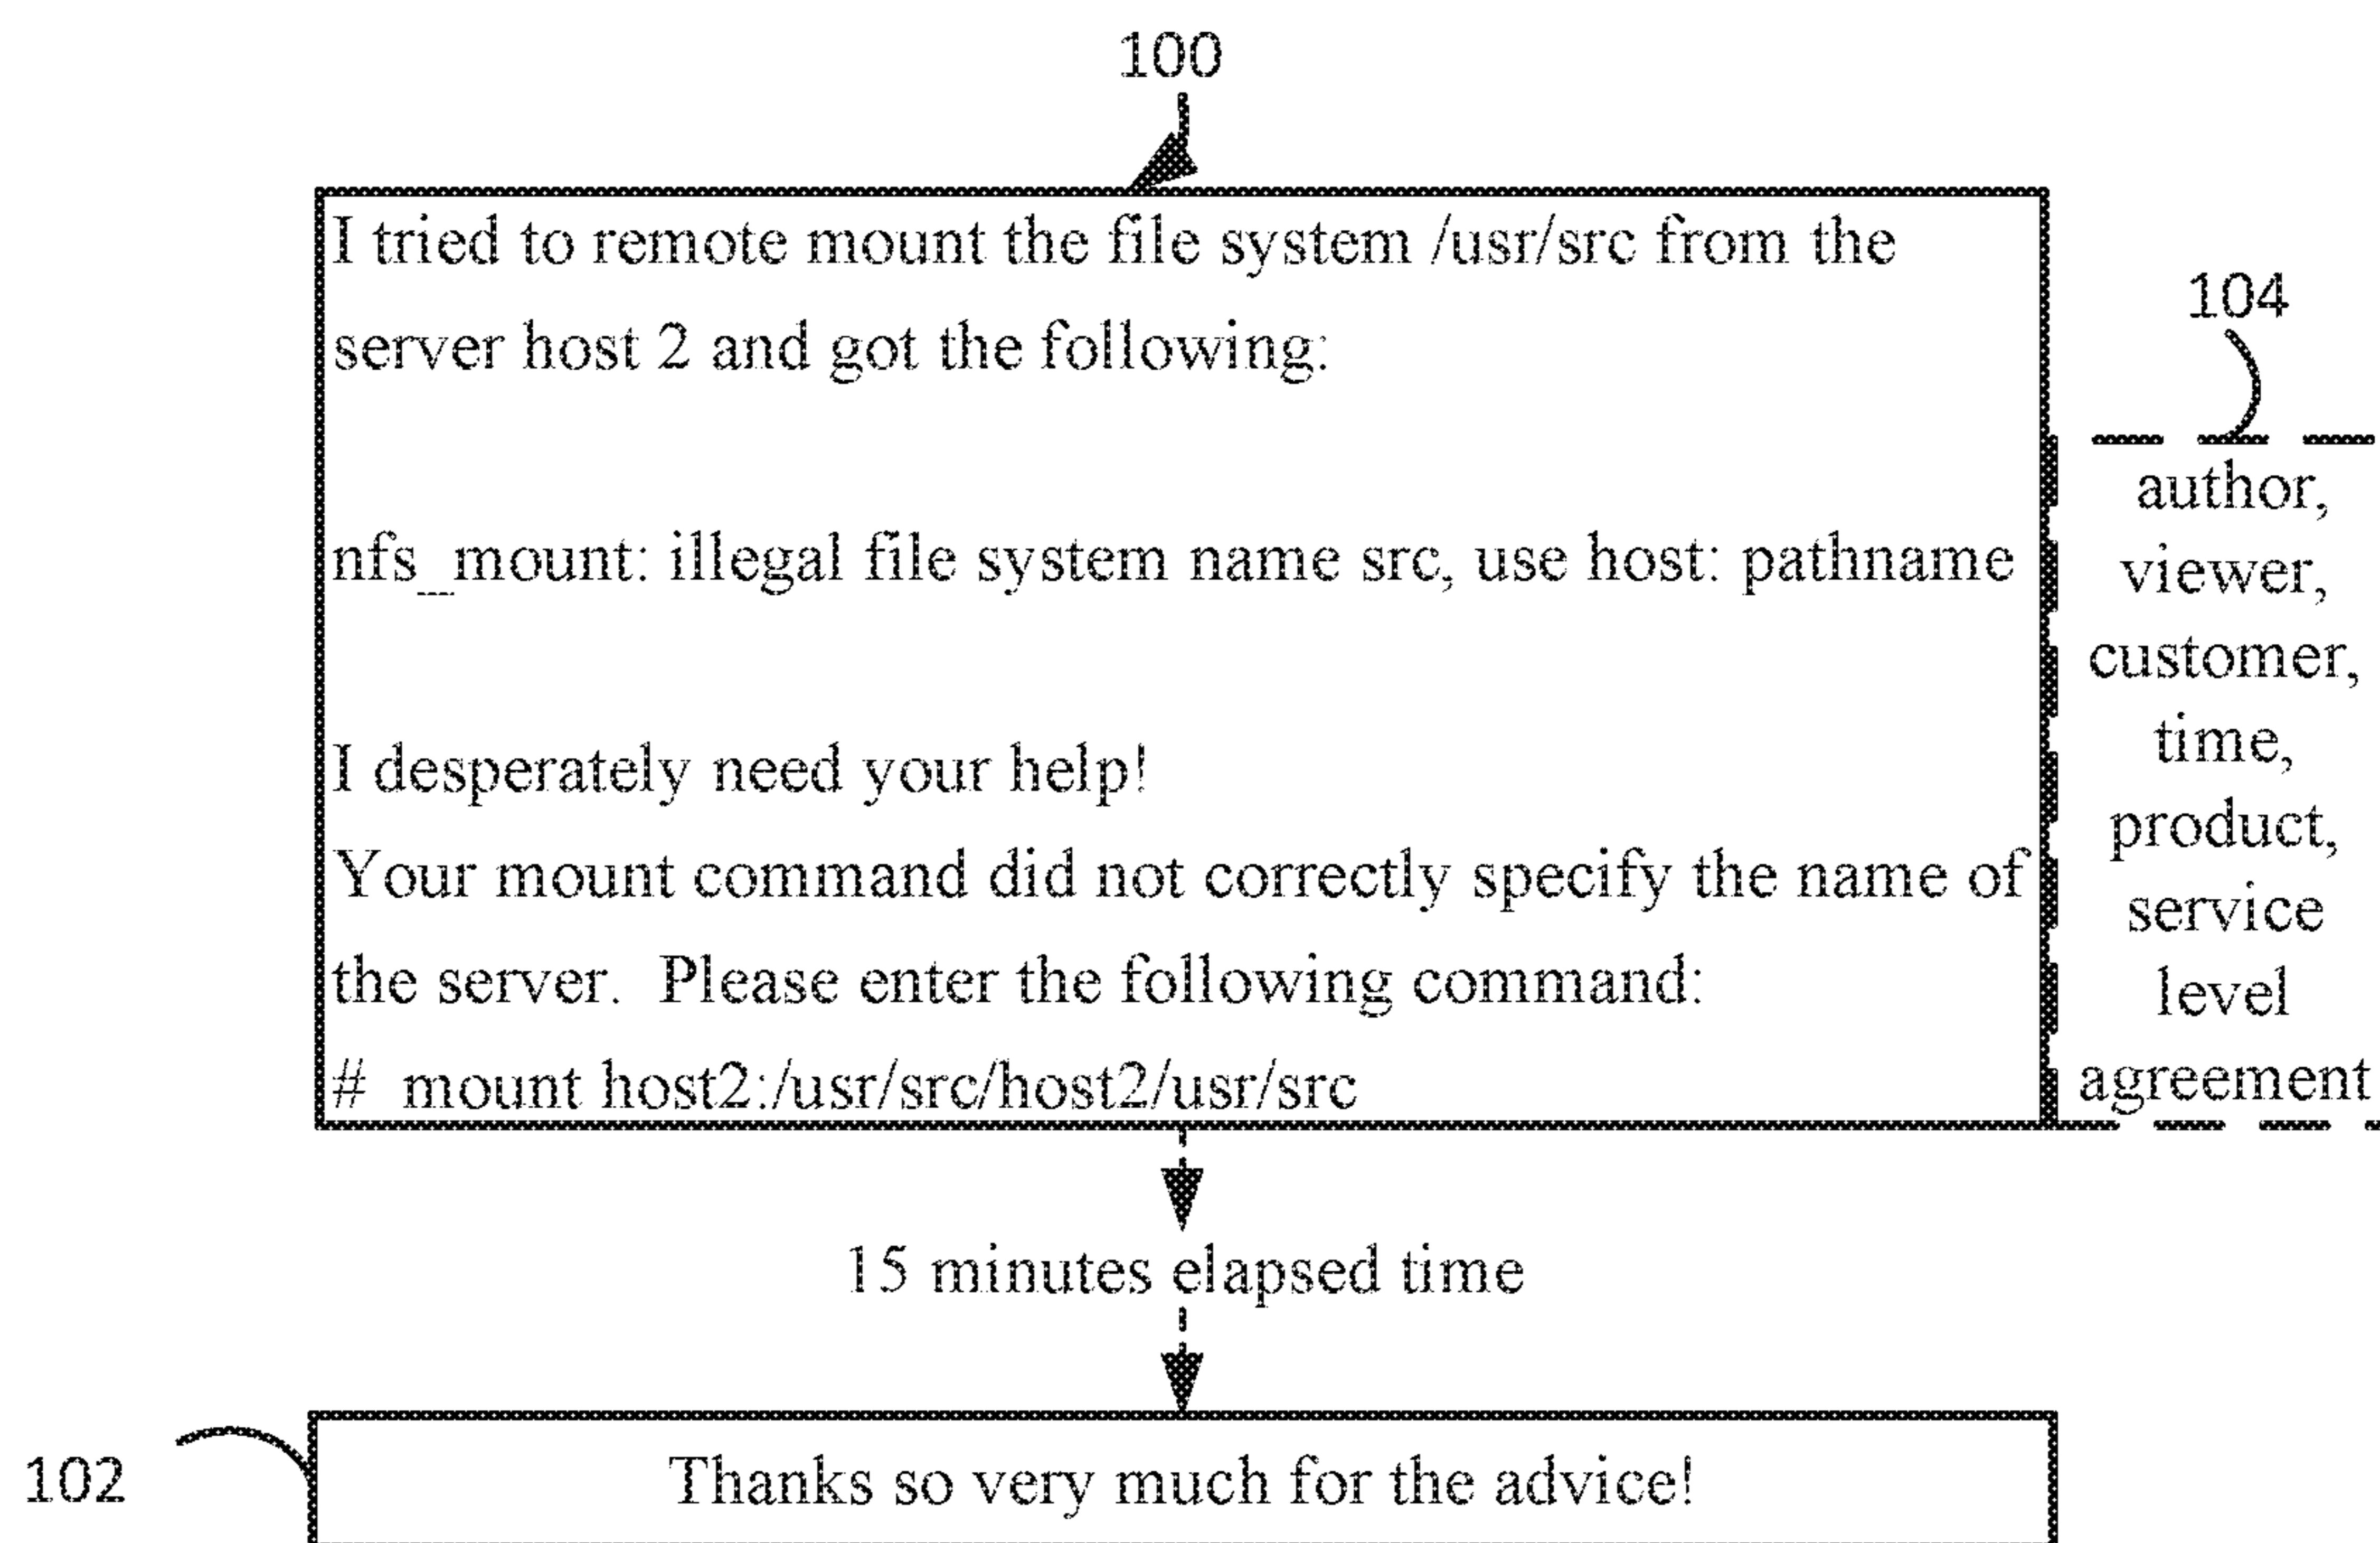 100
I tried to remote mount the file system /usr/src from the
server host 2 and got the following:
nfs_mount: illegal file system name src, use host: pathname
I desperately need your help!
Your mount command did not correctly specify the name of
the server.  Please enter the following command:
#  mount host2:/usr/src/host2/usr/src
104
author,
viewer,
customer,
time,
product,
service
level
agreement
15 minutes elapsed time
102
Thanks so very much for the advice!